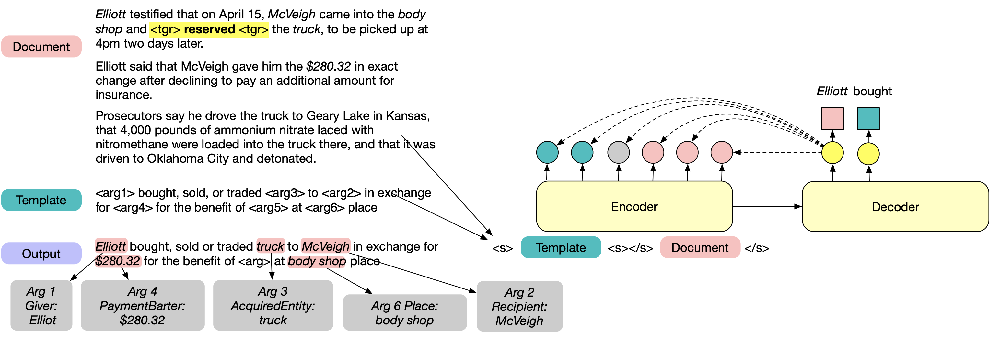 Elliott testified that on April 15, McVeigh came into the body
shop and <tgr> reserved <tgr> the truck, to be picked up at
4pm two days later.
Document
Elliott said that McVeigh gave him the $280.32 in exact
change after declining to pay an additional amount for
insurance.
Prosecutors say he drove the truck to Geary Lake in Kansas,
that 4,000 pounds of ammonium nitrate laced with
nitromethane were loaded into the truck there, and that it was
driven to Oklahoma City and detonated.
Template
<arg1> bought, sold, or traded <arg3> to <arg2> in exchange
for <arg4> for the benefit of <arg5> at <arg6> place
Output
Elliott bought, sold or traded truck to McVeigh in exchange for
$280.32 for the benefit of <arg> at body shop place
Arg 1
Giver:
Elliot
Arg 4
PaymentBarter:
$280.32
Arg 3
AcquiredEntity:
truck
Arg 6 Place:
body shop
Arg 2
Recipient:
McVeigh
Elliott bought
Encoder
Decoder
<s> Template <s></s> Document </s>